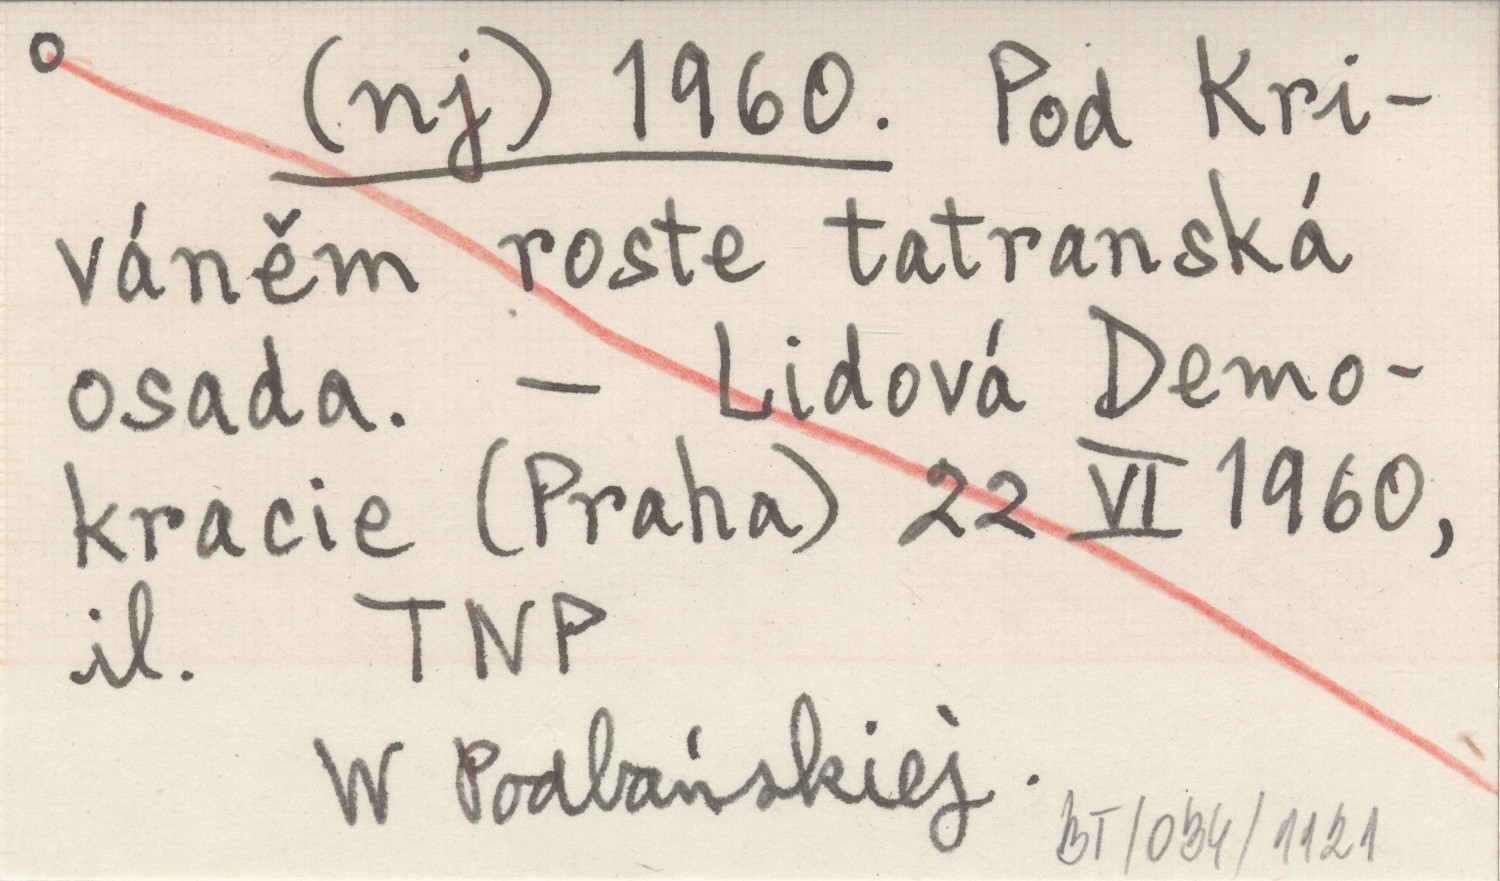 (nj) 1960. Pod Kri-
váněm roste tatranská
osada. — Lidová Demo-
kracie (Praha) 22 VI 1960,
il. TNP
W Podbańskiej.
BT/034/1121